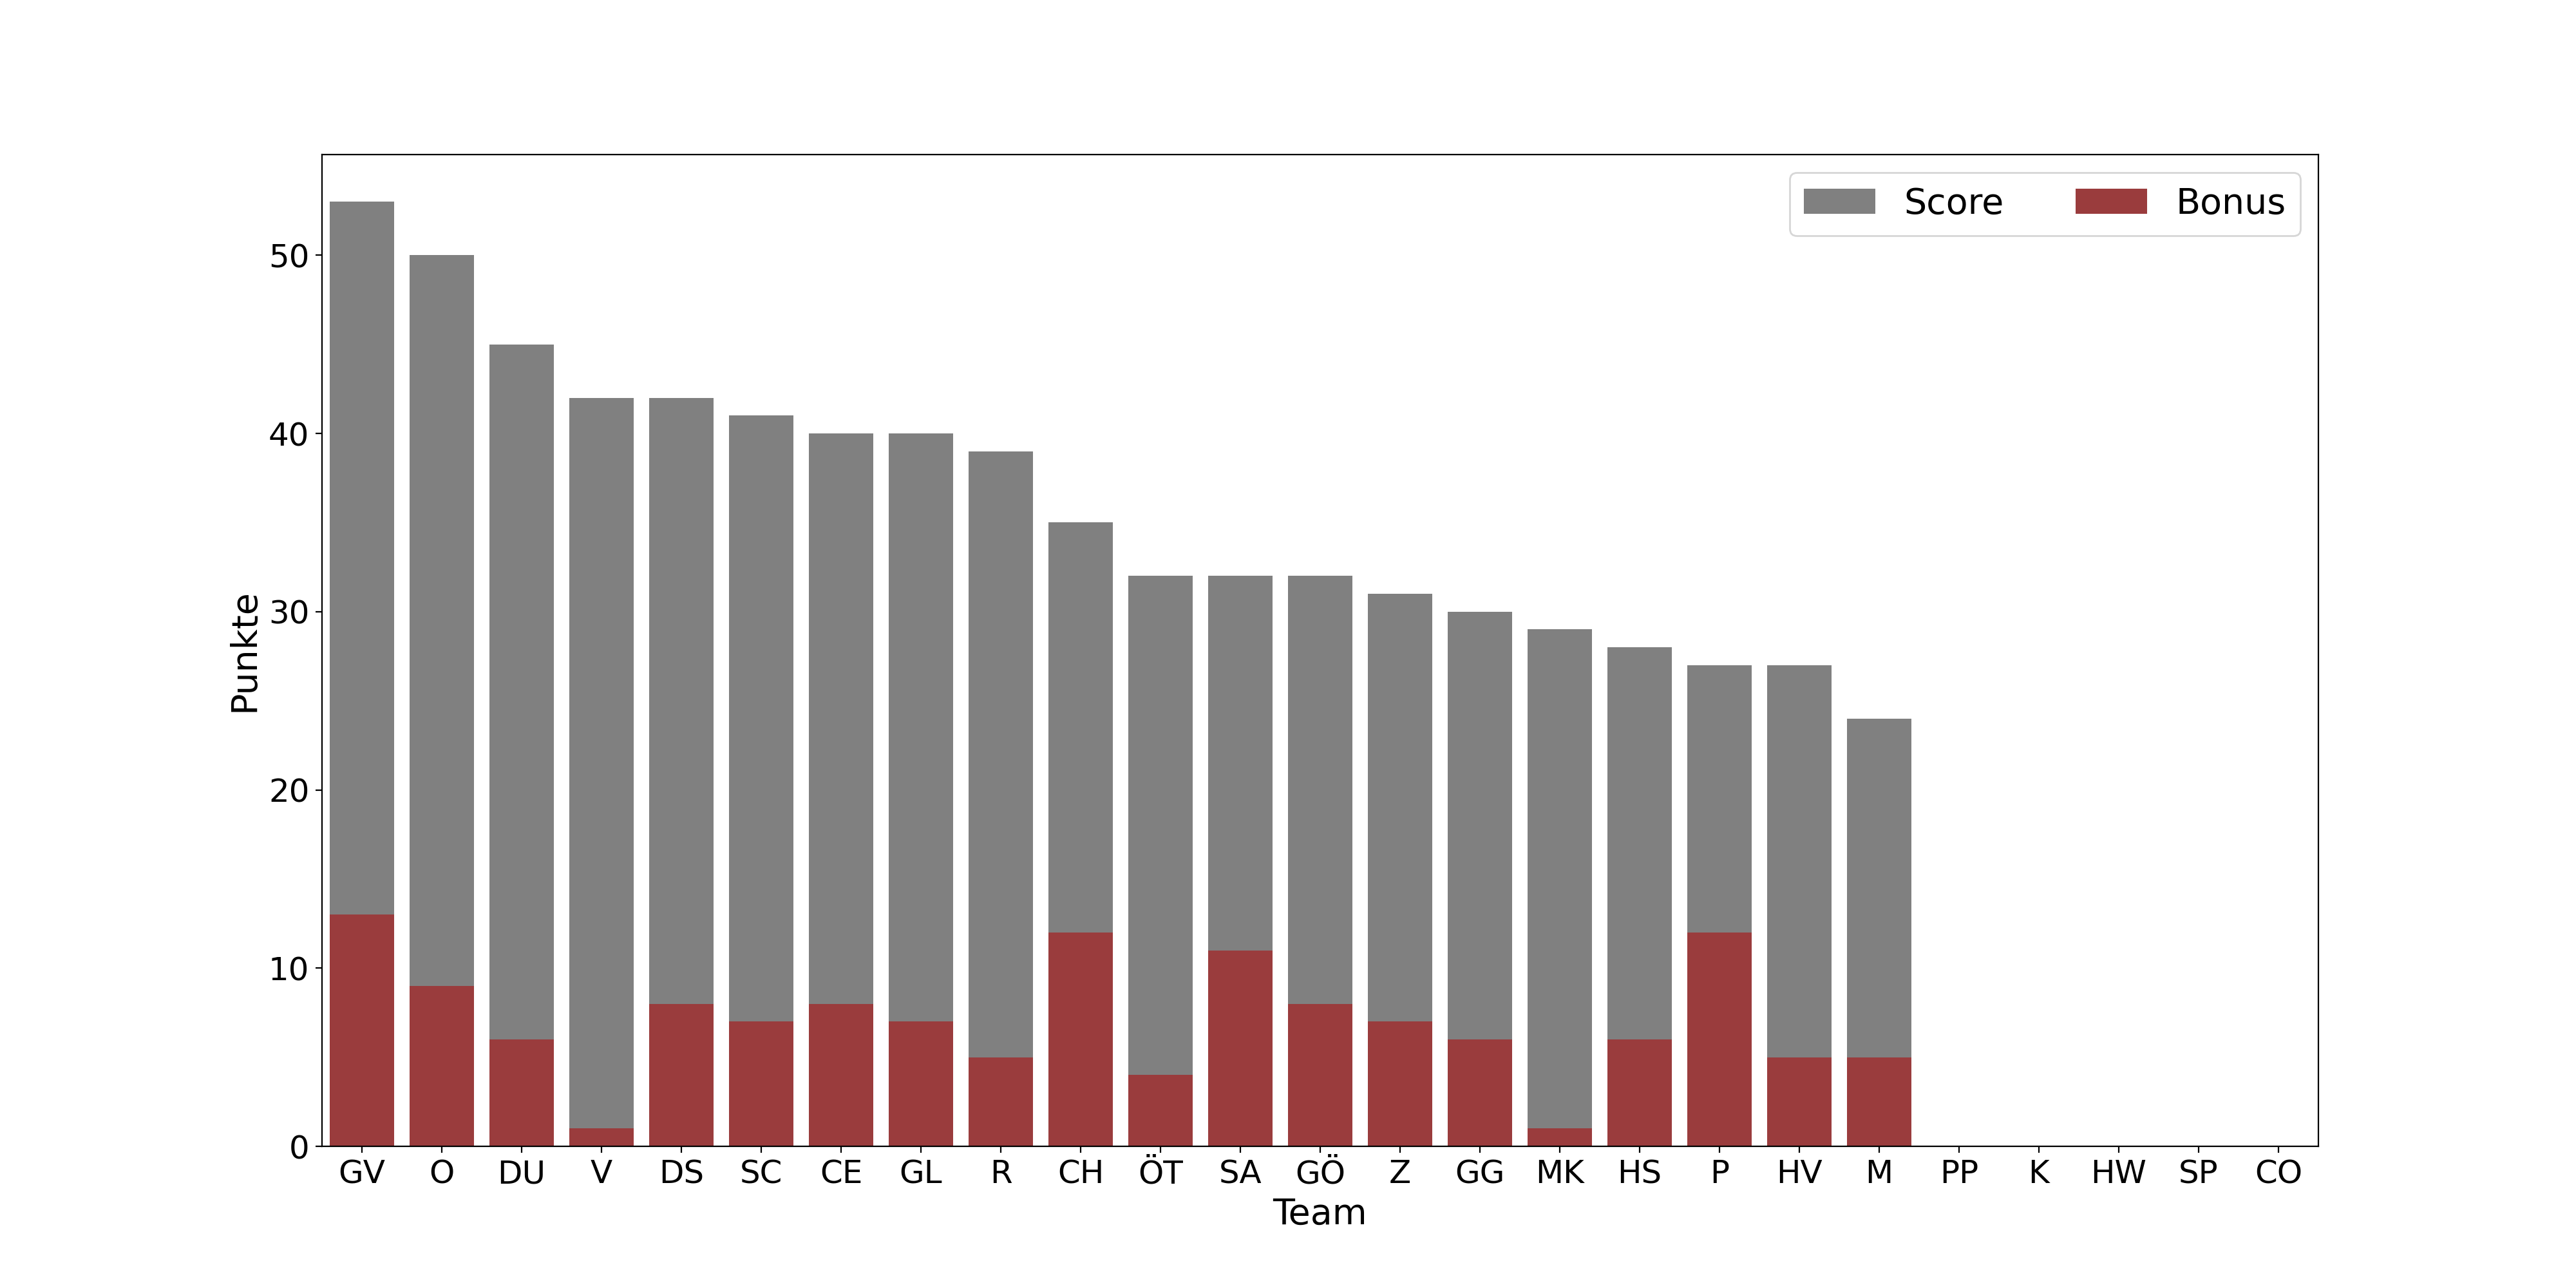 Score Bonus
50
40
30
20
10
0
Punkte
GV O DU V DS SC CE GL R CH ÖT SA GÖ Z GG MK HS P HV M PP K HW SP CO
Team